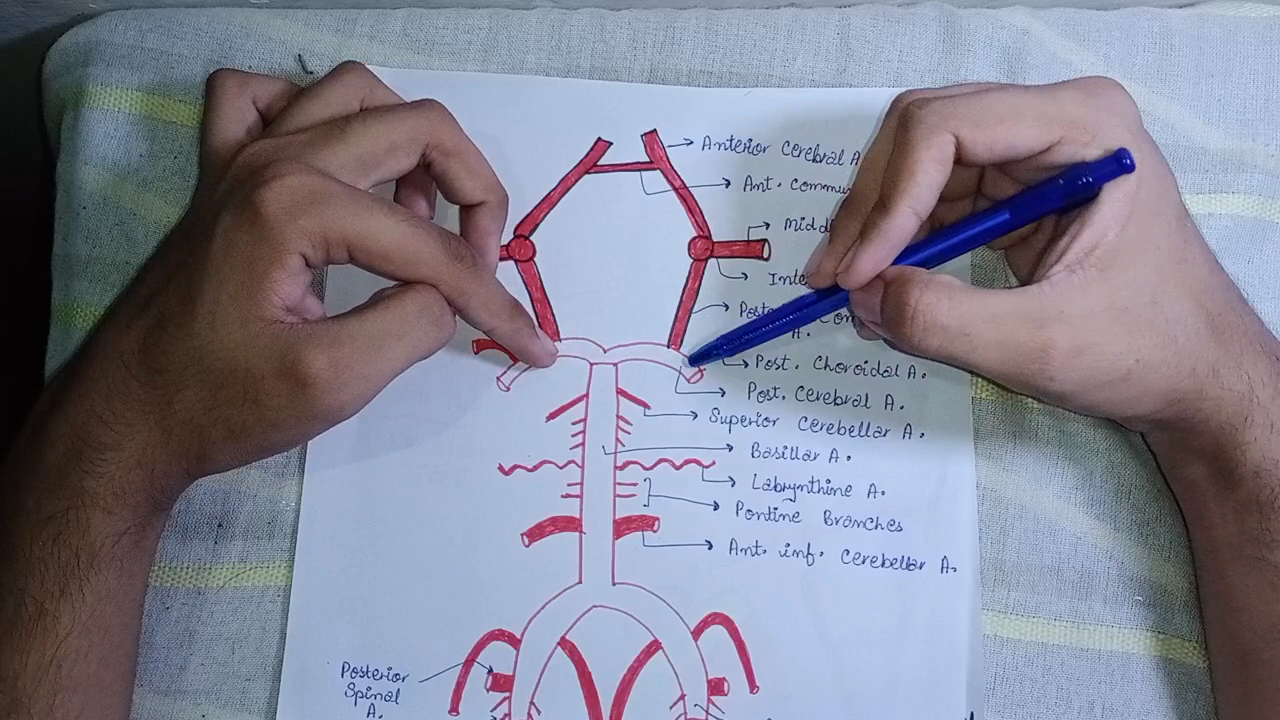 Anterior Cerebral A
Ant. commu
Midd
Inte
Post Com
A.
Post. Choroidal A.
Post. Cerebral A.
Superior Cerebellar A.
Basillar A.
Labrynthine A.
Pontine Branches
Ant. inf. Cerebellar A.
Posterior
Spinal
A.